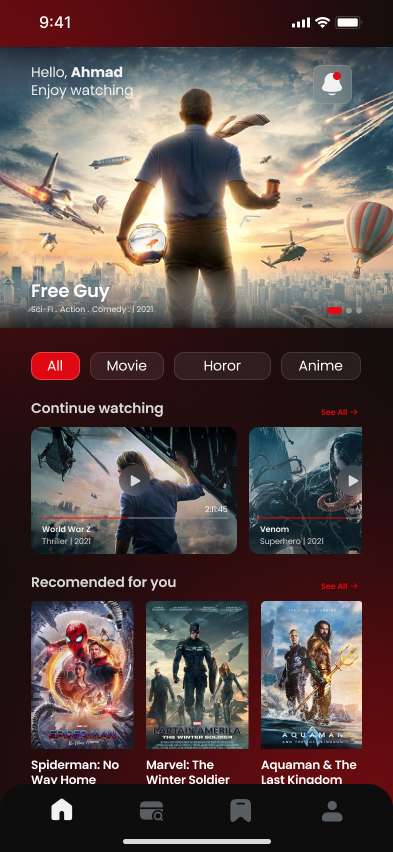 9:41
Hello, Ahmad
Enjoy watching
Free Guy
Sci-Fi . Action . Comedy . | 2021
All
Movie
Horor
Anime
Continue watching
See All →
2:11:45
World War Z
Thriller | 2021
Venom
Superhero | 2021
Recomended for you
See All →
SPIDER-MAN
No Way Home
MARVEL
CAPTAIN AMERICA
THE WINTER SOLDIER
AQUAMAN
Spiderman: No
Way Home
Marvel: The
Winter Soldier
Aquaman & The
Last Kingdom